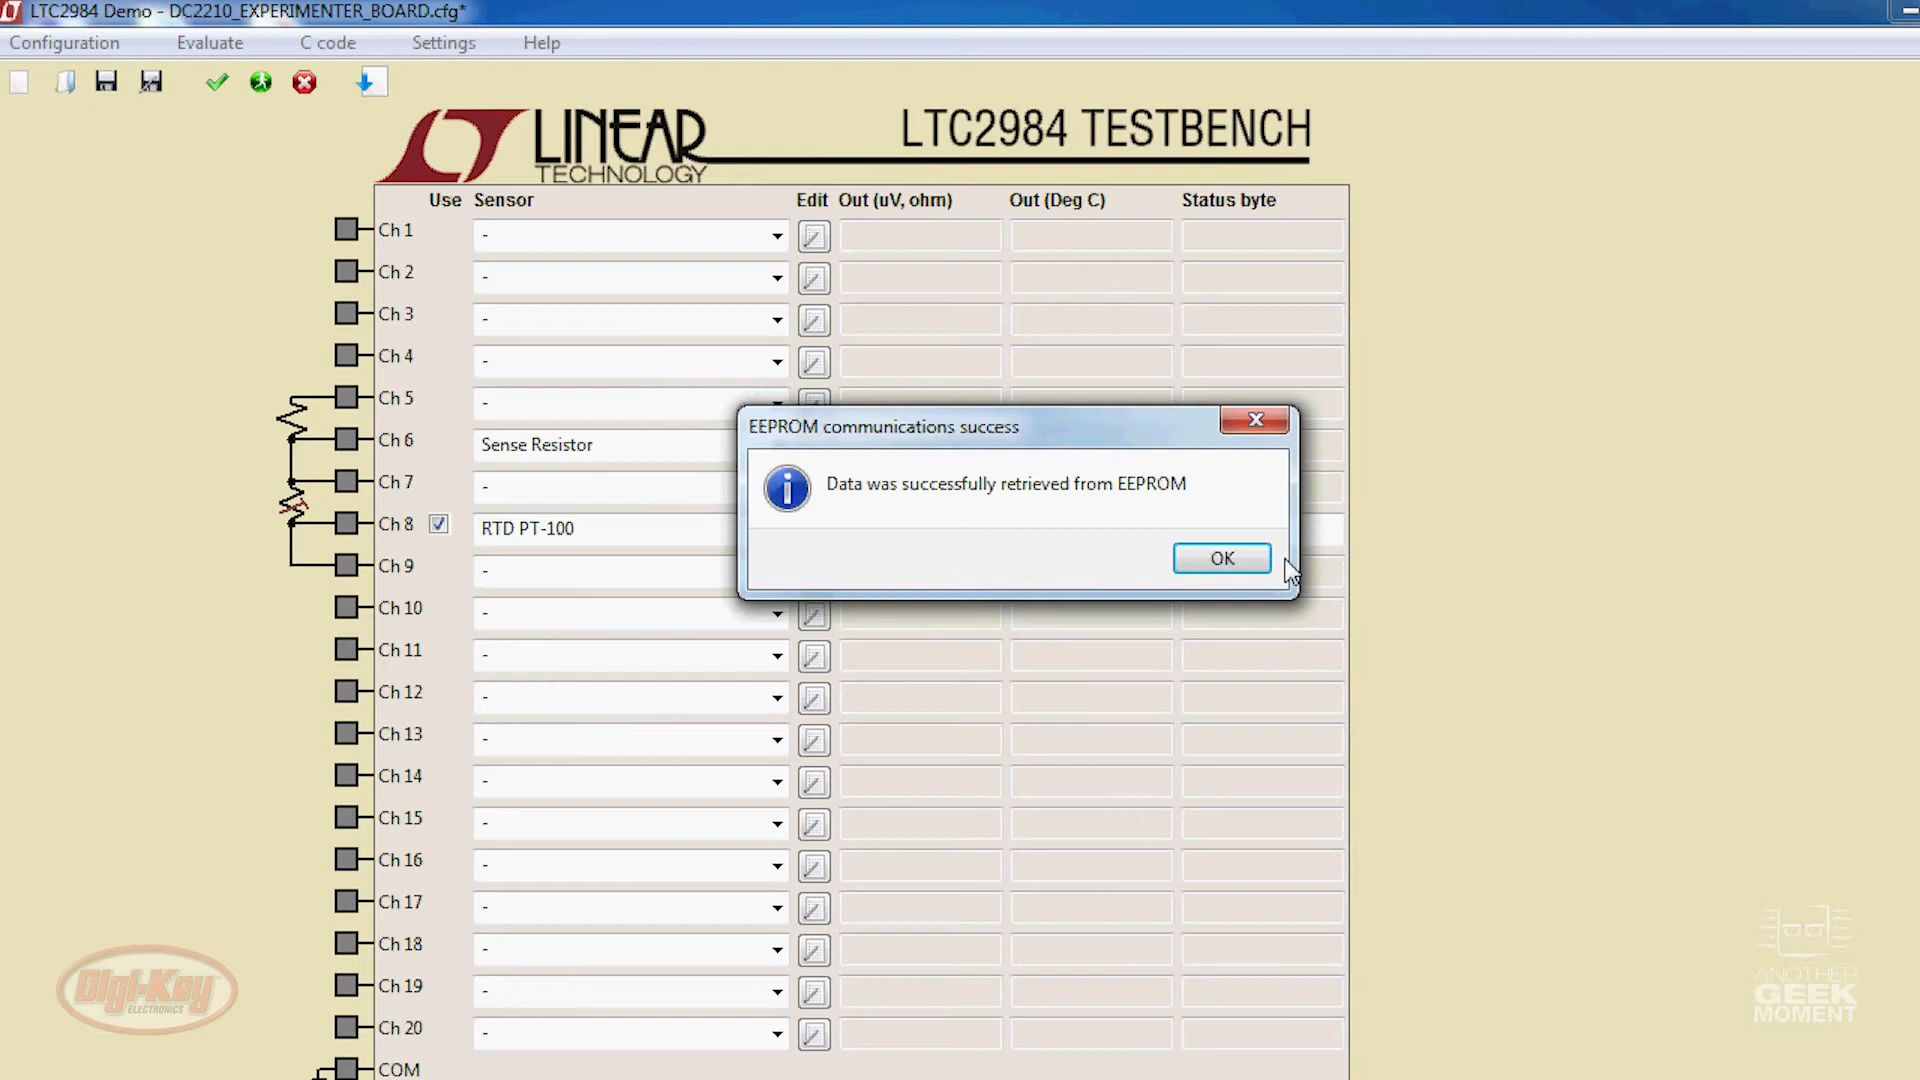 LTC2984 Demo - DC2210_EXPERIMENTER_BOARD.cfg*
Configuration Evaluate C code Settings Help
LINEAR TECHNOLOGY
LTC2984 TESTBENCH
Use Sensor Edit Out (uV, ohm) Out (Deg C) Status byte
Ch 1 -
Ch 2 -
Ch 3 -
Ch 4 -
Ch 5 -
Ch 6 Sense Resistor
Ch 7 -
Ch 8 RTD PT-100
Ch 9 -
EEPROM communications success
Data was successfully retrieved from EEPROM
OK
Ch 10 -
Ch 11 -
Ch 12 -
Ch 13 -
Ch 14 -
Ch 15 -
Ch 16 -
Ch 17 -
Ch 18 -
Ch 19 -
Ch 20 -
COM
Digi-Key
ELECTRONICS
ANOTHER
GEEK
MOMENT